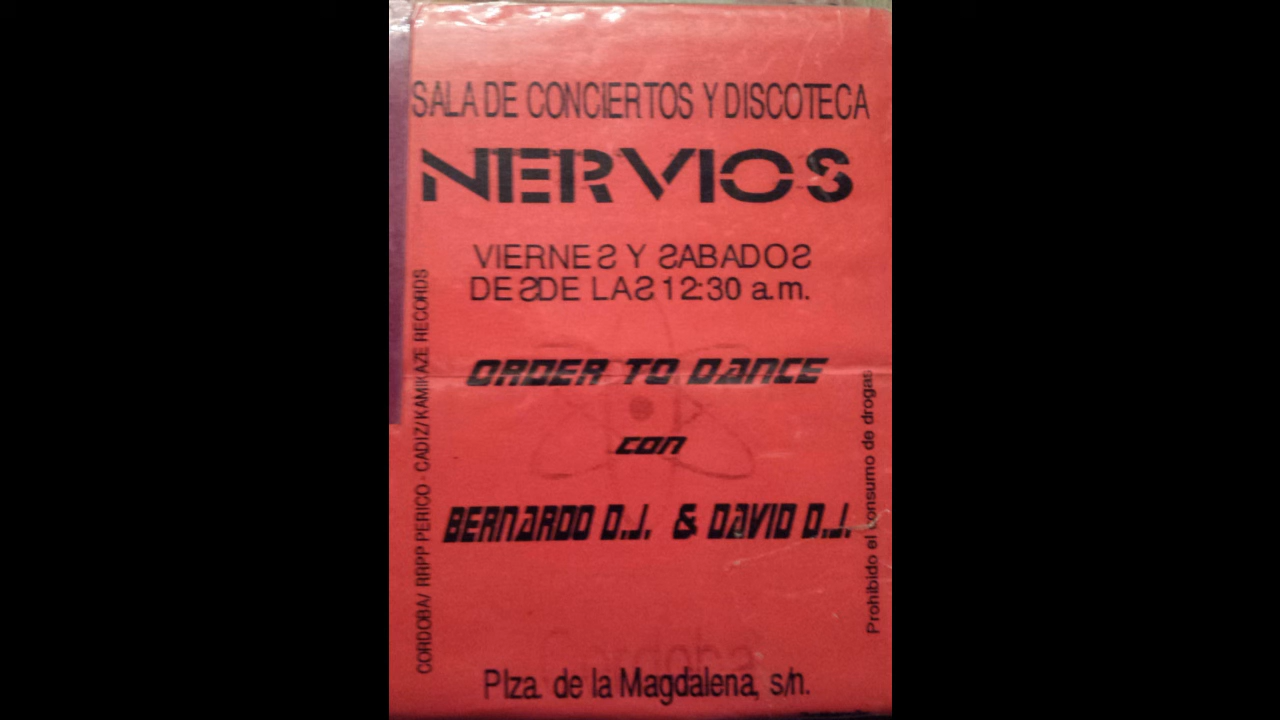 SALA DE CONCIERTOS Y DISCOTECA
NERVIOS
VIERNES Y SABADOS
DESDE LAS 12:30 a.m.
ORDER TO DANCE
con
BERNARDO D.J. & DAVID D.J.
Plza. de la Magdalena, s/n.
CORDOBA/ RRPP PERICO - CADIZ/KAMIKAZE RECORDS
Prohibido el consumo de drogas
Cordoba